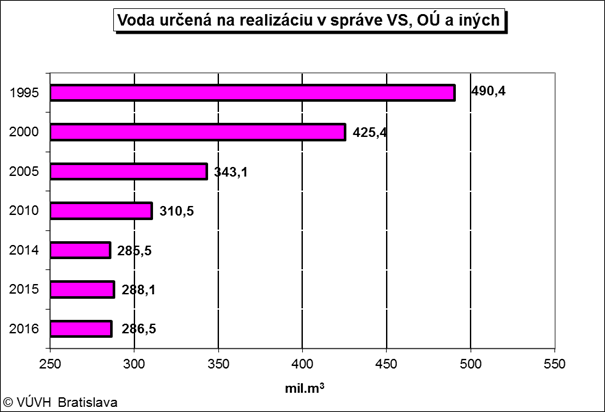 Voda určená na realizáciu v správe VS, OÚ a iných
1995 490,4
2000 425,4
2005 343,1
2010 310,5
2014 285,5
2015 288,1
2016 286,5
250 300 350 400 450 500 550
mil.m³
© VÚVH Bratislava